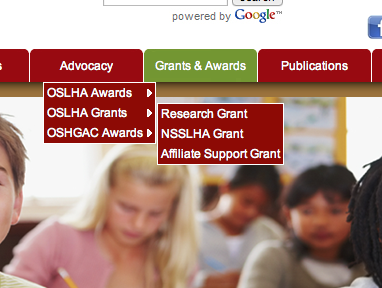 search
powered by Google™
s Advocacy Grants & Awards Publications
OSLHA Awards
OSLHA Grants Research Grant
OSHGAC Awards NSSLHA Grant
Affiliate Support Grant